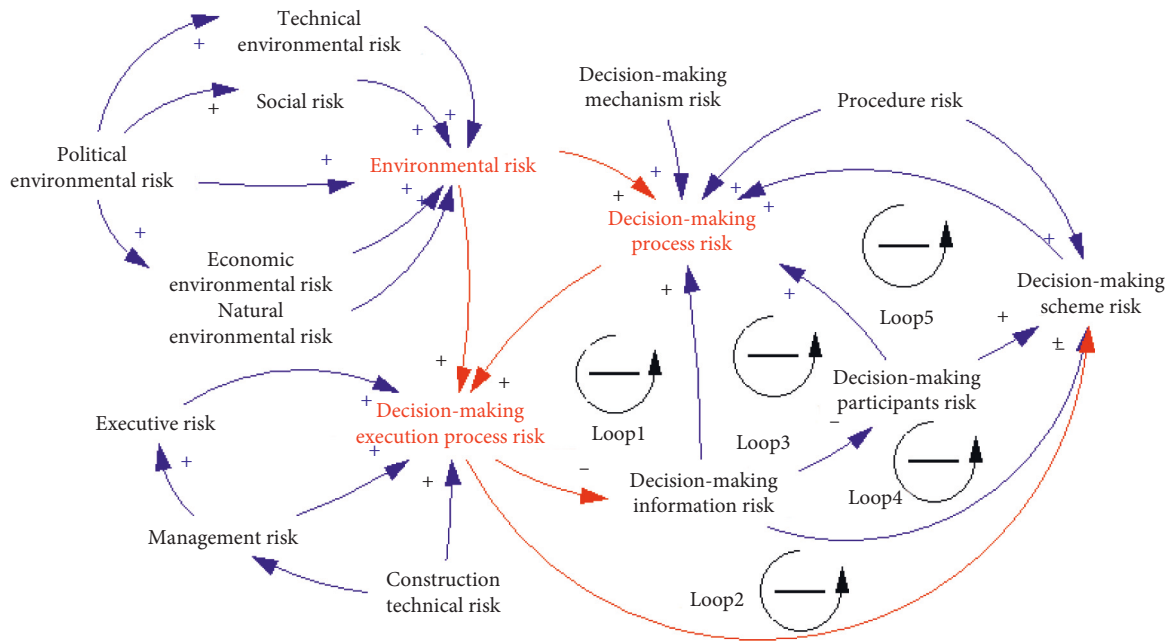 Technical
environmental risk
Social risk
Political
environmental risk
Environmental risk
Economic
environmental risk
Natural
environmental risk
Decision-making
mechanism risk
Procedure risk
Decision-making
process risk
Decision-making
scheme risk
Loop5
Loop1
Loop3
Decision-making
participants risk
Loop4
Executive risk
Decision-making
execution process risk
Decision-making
information risk
Management risk
Construction
technical risk
Loop2